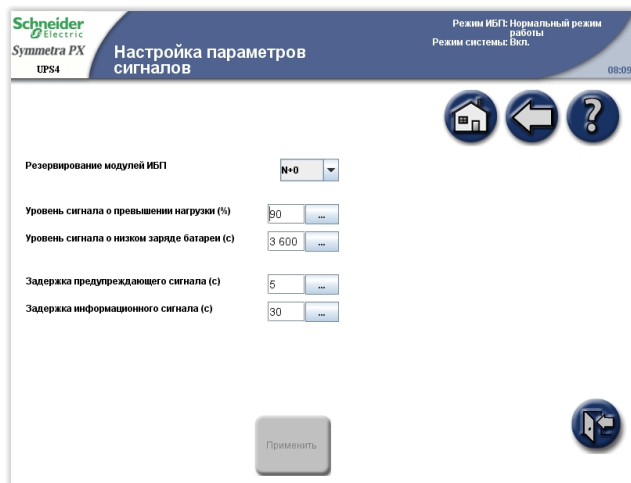 Schneider
Electric
Symmetra PX
UPS4
Настройка параметров
сигналов
Режим ИБП: Нормальный режим
работы
Режим системы: Вкл.
08:09
?
Резервирование модулей ИБП
N+0
Уровень сигнала о превышении нагрузки (%)
90
...
Уровень сигнала о низком заряде батареи (с)
3 600
...
Задержка предупреждающего сигнала (с)
5
...
Задержка информационного сигнала (с)
30
...
Применить